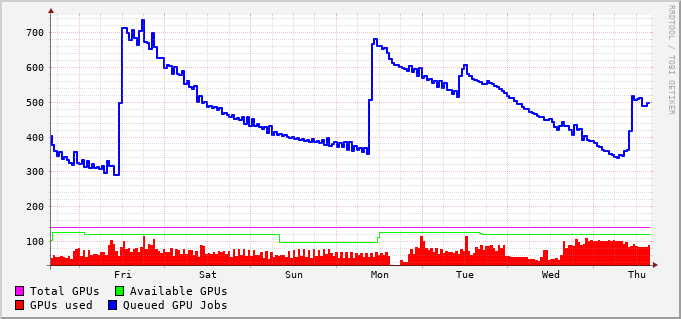 700
600
500
400
300
200
100
Fri Sat Sun Mon Tue Wed Thu
Total GPUs Available GPUs
GPUs used Queued GPU Jobs
RRDTOOL / TOBI OETIKER